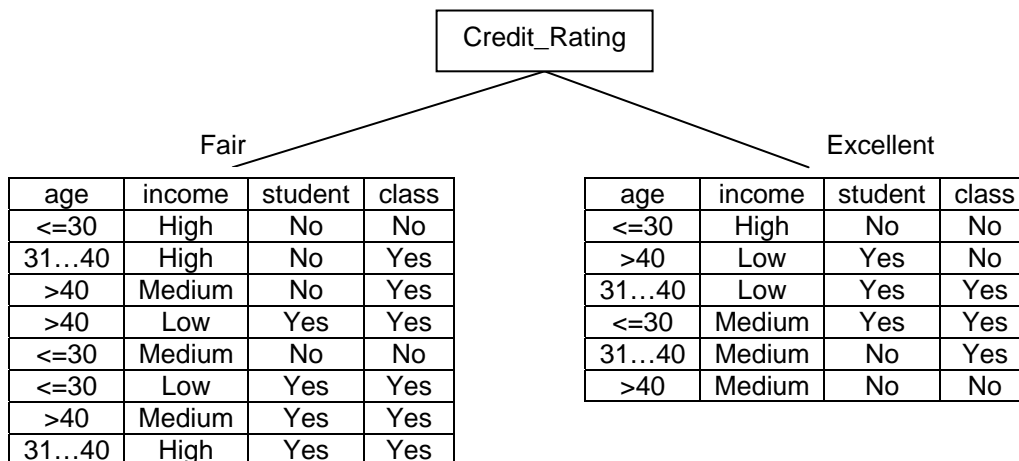 Credit_Rating
Fair
Excellent
age income student class
<=30 High No No
31…40 High No Yes
>40 Medium No Yes
>40 Low Yes Yes
<=30 Medium No No
<=30 Low Yes Yes
>40 Medium Yes Yes
31…40 High Yes Yes
age income student class
<=30 High No No
>40 Low Yes No
31…40 Low Yes Yes
<=30 Medium Yes Yes
31…40 Medium No Yes
>40 Medium No No